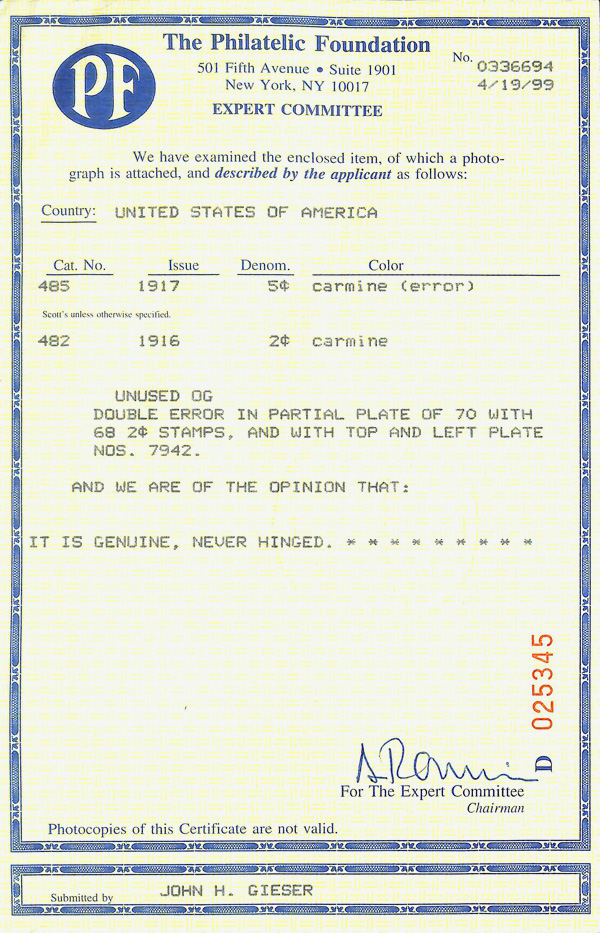 PF
The Philatelic Foundation
501 Fifth Avenue • Suite 1901
New York, NY 10017
EXPERT COMMITTEE
No. 0336694
4/19/99
We have examined the enclosed item, of which a photo-
graph is attached, and described by the applicant as follows:
Country: UNITED STATES OF AMERICA
Cat. No. Issue Denom. Color
485 1917 5¢ carmine (error)
Scott's unless otherwise specified.
482 1916 2¢ carmine
UNUSED OG
DOUBLE ERROR IN PARTIAL PLATE OF 70 WITH
68 2¢ STAMPS, AND WITH TOP AND LEFT PLATE
NOS. 7942.
AND WE ARE OF THE OPINION THAT:
IT IS GENUINE, NEVER HINGED. * * * * * * * * *
D 025345
For The Expert Committee
Chairman
Photocopies of this Certificate are not valid.
Submitted by JOHN H. GIESER